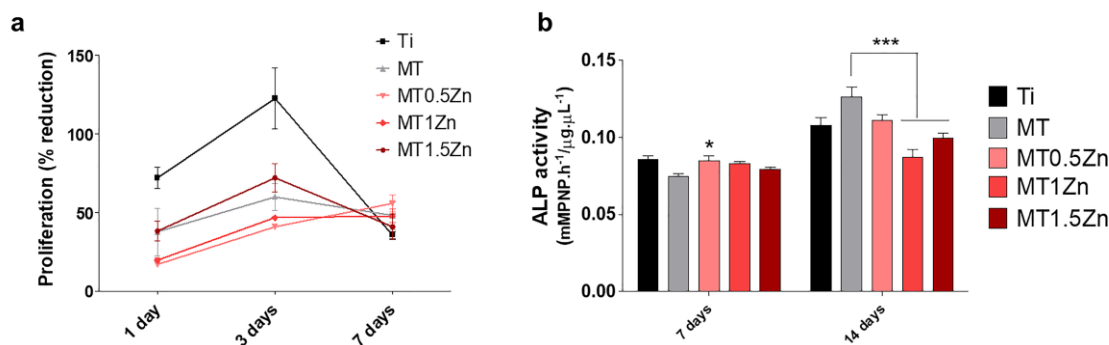 a
Proliferation (% reduction)
150
100
50
0
1 day
3 days
7 days
Ti
MT
MT0.5Zn
MT1Zn
MT1.5Zn
b
ALP activity
(mMPNP.h⁻¹/µg.µL⁻¹)
0.15
0.10
0.05
0.00
*
***
7 days
14 days
Ti
MT
MT0.5Zn
MT1Zn
MT1.5Zn